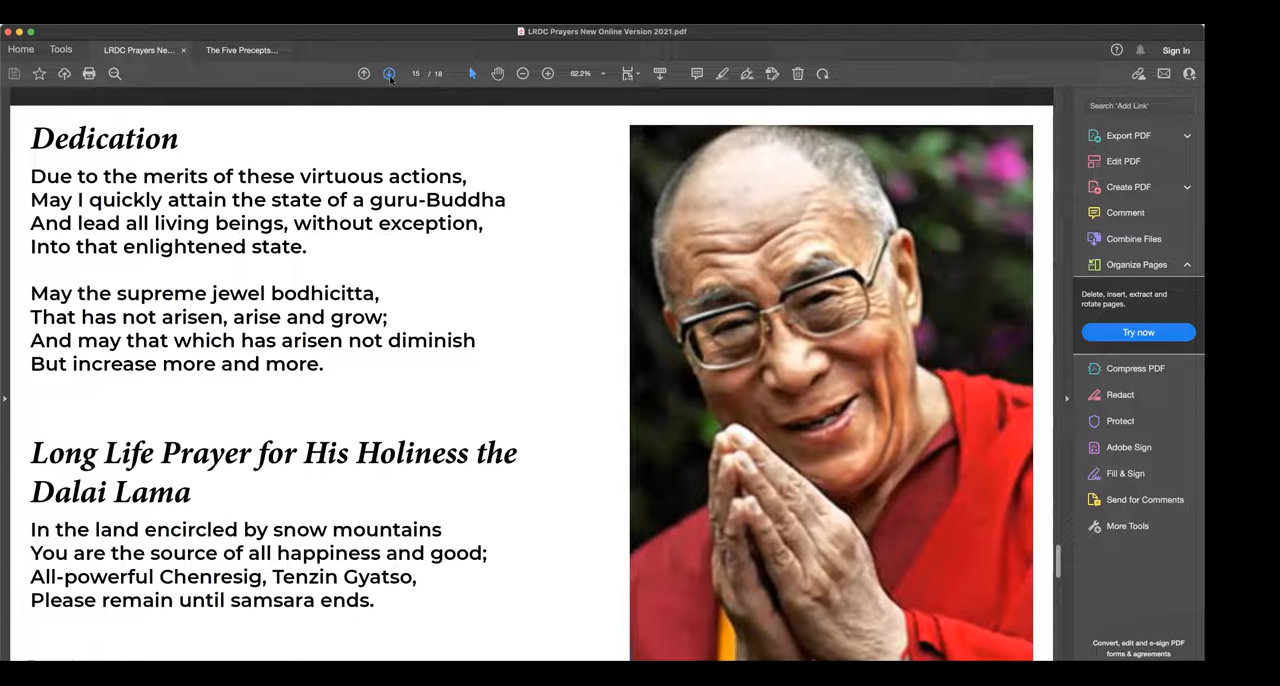 LRDC Prayers New Online Version 2021.pdf
Home
Tools
LRDC Prayers Ne... ×
The Five Precepts...
? Sign In
15 / 18
62.2%
Dedication
Due to the merits of these virtuous actions,
May I quickly attain the state of a guru-Buddha
And lead all living beings, without exception,
Into that enlightened state.
May the supreme jewel bodhicitta,
That has not arisen, arise and grow;
And may that which has arisen not diminish
But increase more and more.
Long Life Prayer for His Holiness the
Dalai Lama
In the land encircled by snow mountains
You are the source of all happiness and good;
All-powerful Chenresig, Tenzin Gyatso,
Please remain until samsara ends.
Search 'Add Link'
Export PDF
Edit PDF
Create PDF
Comment
Combine Files
Organize Pages
Delete, insert, extract and
rotate pages.
Try now
Compress PDF
Redact
Protect
Adobe Sign
Fill & Sign
Send for Comments
More Tools
Convert, edit and e-sign PDF
forms & agreements